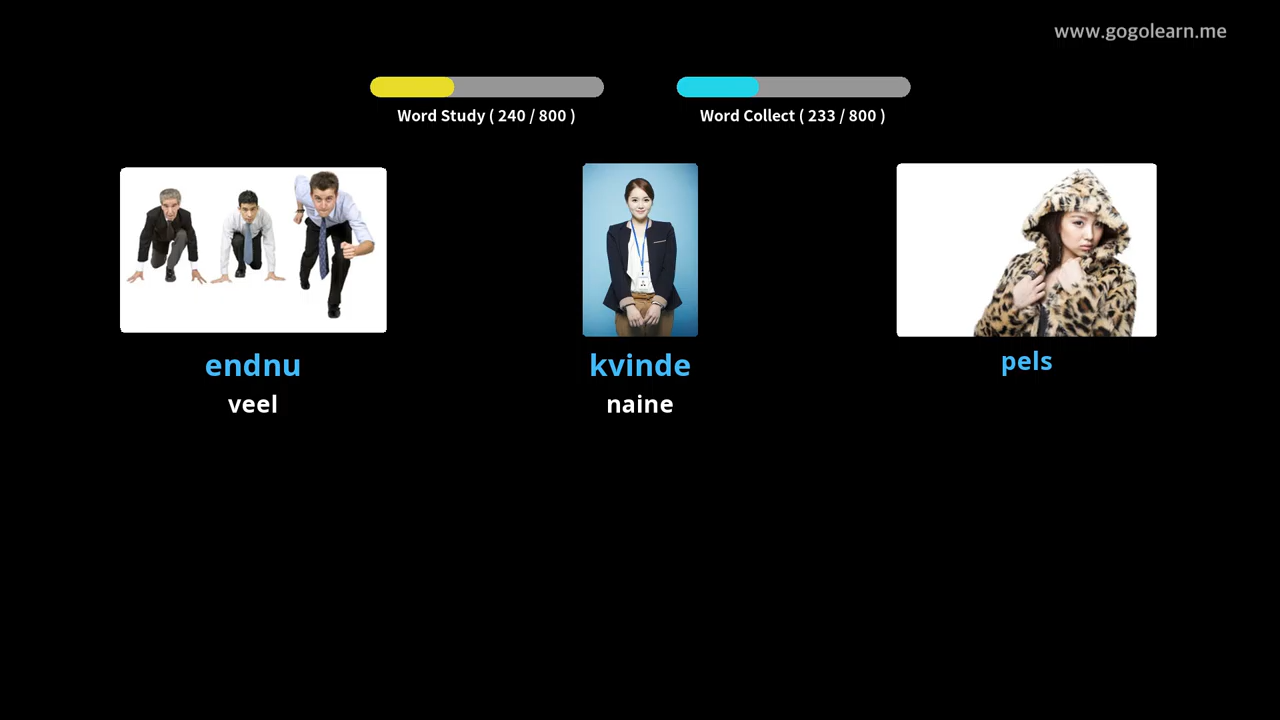 www.gogolearn.me
Word Study ( 240 / 800 )
Word Collect ( 233 / 800 )
endnu
kvinde
pels
veel
naine